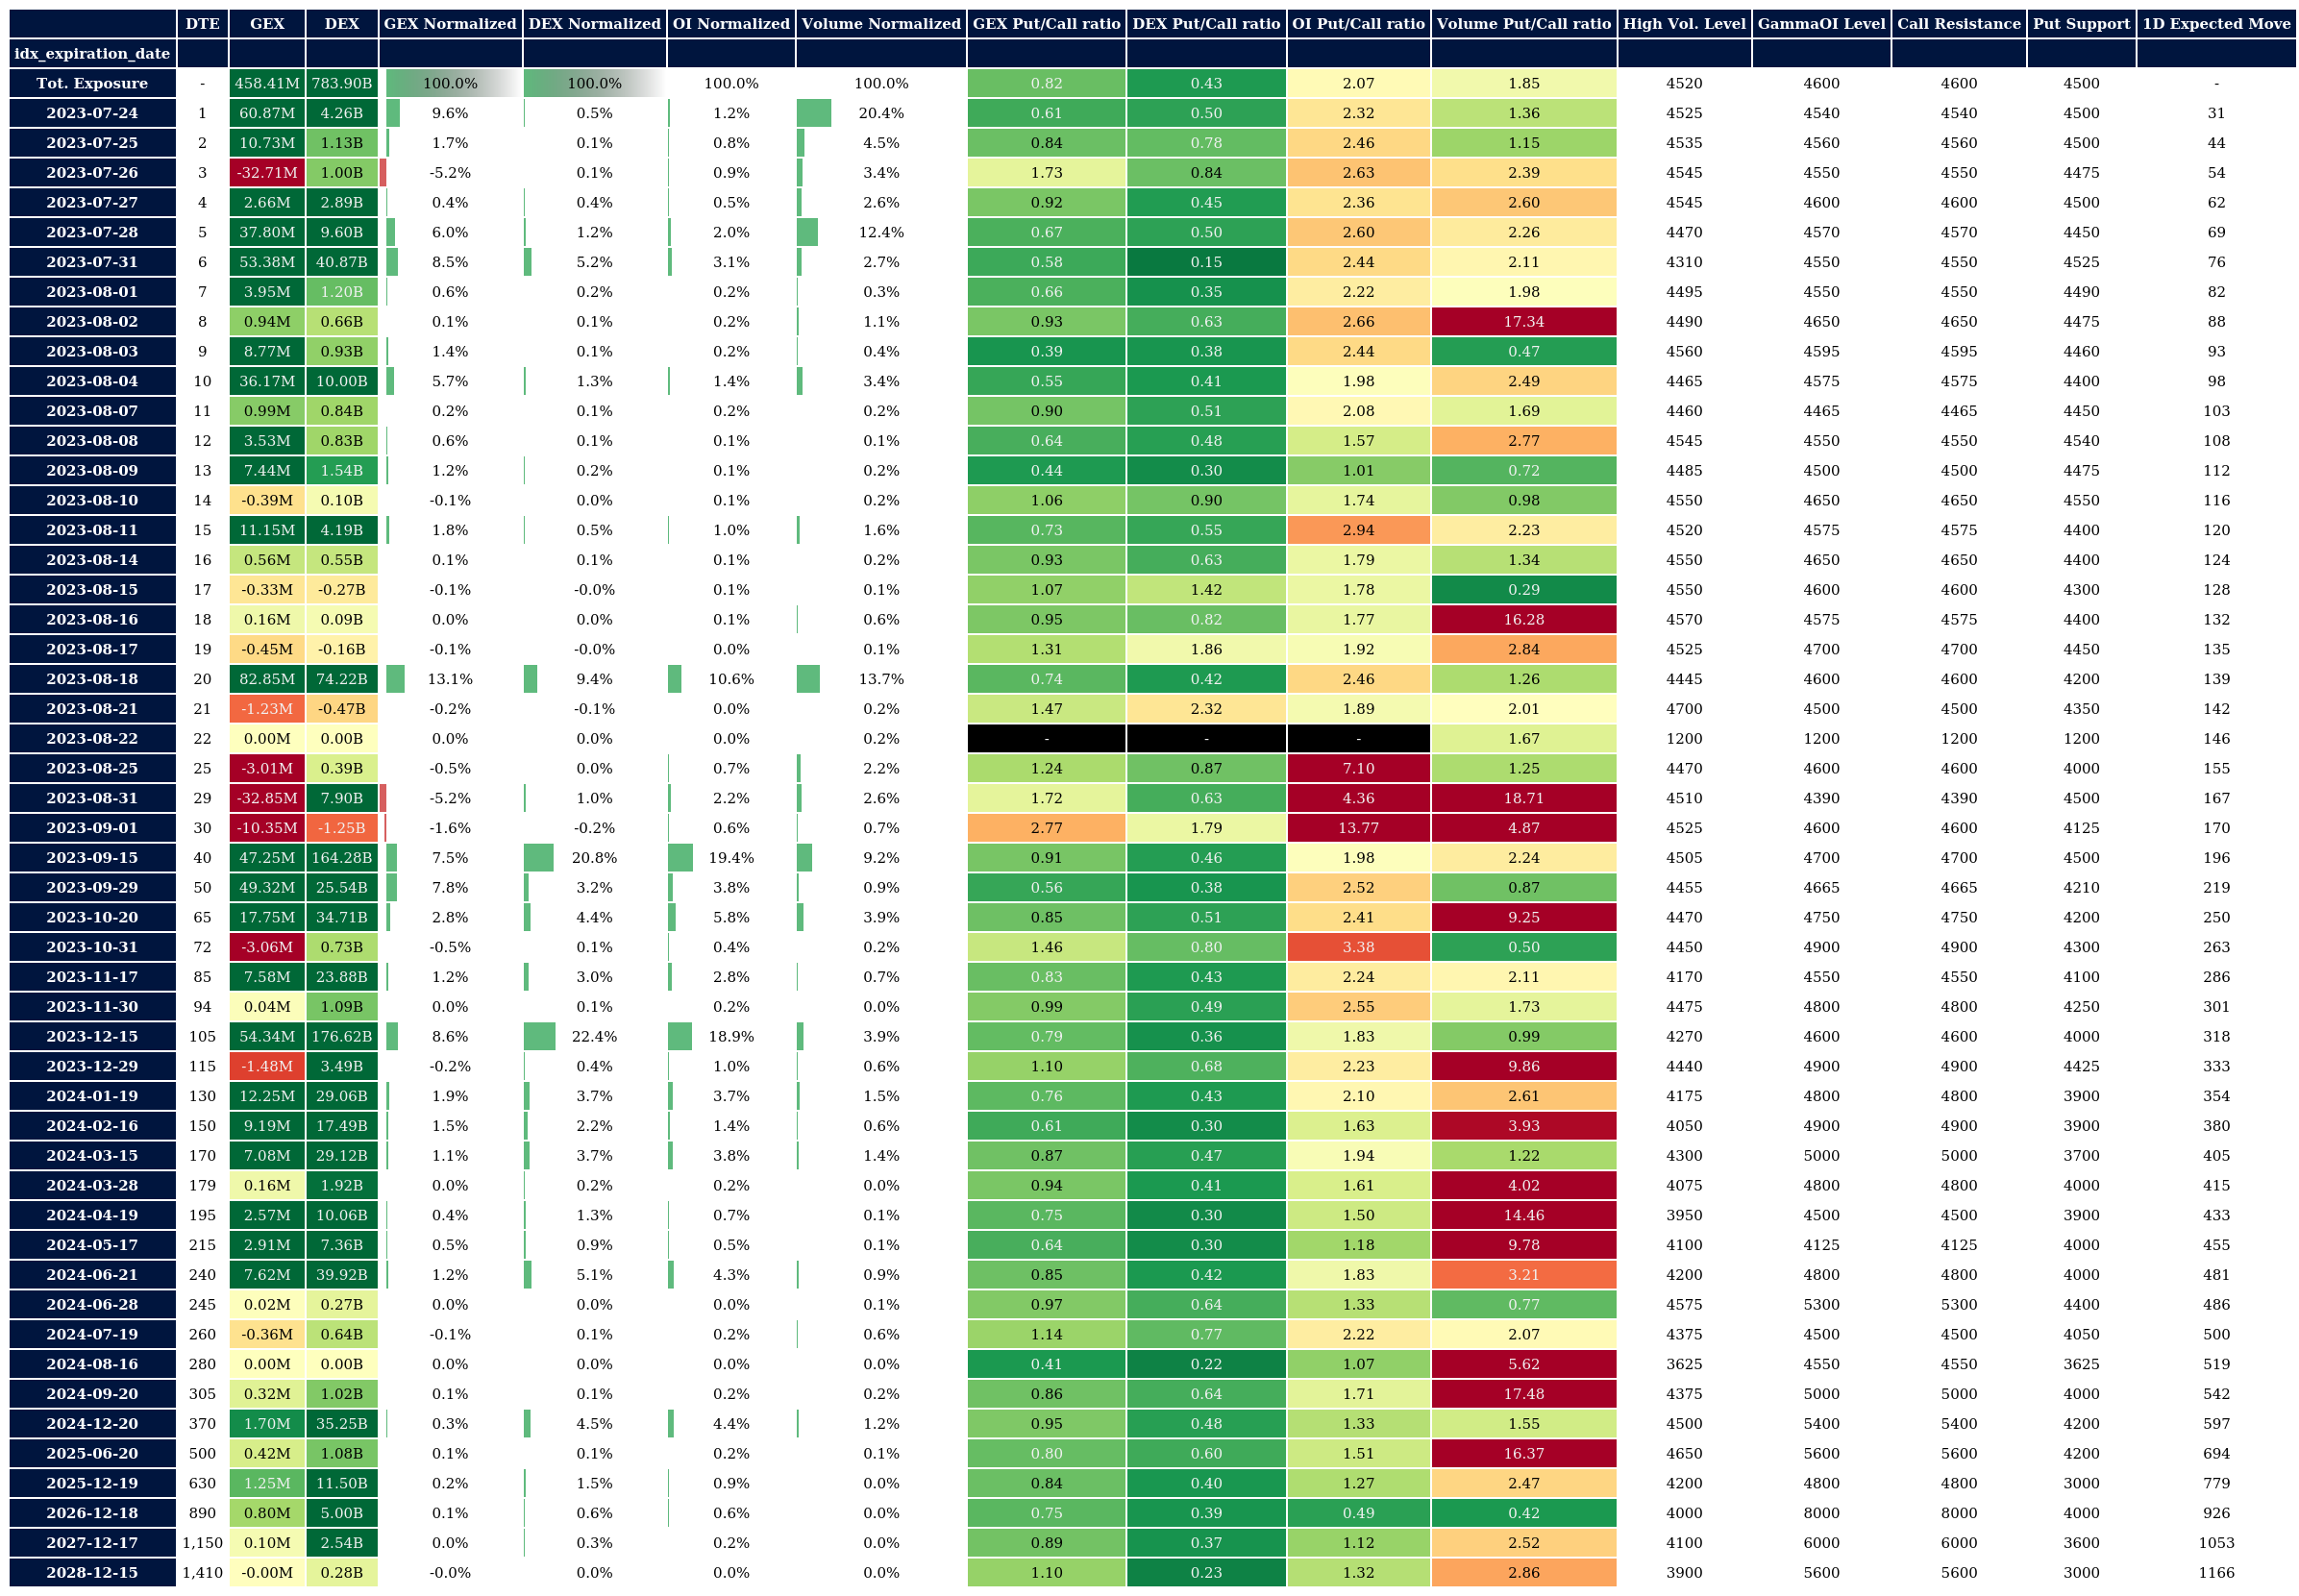 DTE GEX DEX GEX Normalized DEX Normalized OI Normalized Volume Normalized GEX Put/Call ratio DEX Put/Call ratio OI Put/Call ratio Volume Put/Call ratio High Vol. Level GammaOI Level Call Resistance Put Support 1D Expected Move
idx_expiration_date
Tot. Exposure - 458.41M 783.90B 100.0% 100.0% 100.0% 100.0% 0.82 0.43 2.07 1.85 4520 4600 4600 4500 -
2023-07-24 1 60.87M 4.26B 9.6% 0.5% 1.2% 20.4% 0.61 0.50 2.32 1.36 4525 4540 4540 4500 31
2023-07-25 2 10.73M 1.13B 1.7% 0.1% 0.8% 4.5% 0.84 0.78 2.46 1.15 4535 4560 4560 4500 44
2023-07-26 3 -32.71M 1.00B -5.2% 0.1% 0.9% 3.4% 1.73 0.84 2.63 2.39 4545 4550 4550 4475 54
2023-07-27 4 2.66M 2.89B 0.4% 0.4% 0.5% 2.6% 0.92 0.45 2.36 2.60 4545 4600 4600 4500 62
2023-07-28 5 37.80M 9.60B 6.0% 1.2% 2.0% 12.4% 0.67 0.50 2.60 2.26 4470 4570 4570 4450 69
2023-07-31 6 53.38M 40.87B 8.5% 5.2% 3.1% 2.7% 0.58 0.15 2.44 2.11 4310 4550 4550 4525 76
2023-08-01 7 3.95M 1.20B 0.6% 0.2% 0.2% 0.3% 0.66 0.35 2.22 1.98 4495 4550 4550 4490 82
2023-08-02 8 0.94M 0.66B 0.1% 0.1% 0.2% 1.1% 0.93 0.63 2.66 17.34 4490 4650 4650 4475 88
2023-08-03 9 8.77M 0.93B 1.4% 0.1% 0.2% 0.4% 0.39 0.38 2.44 0.47 4560 4595 4595 4460 93
2023-08-04 10 36.17M 10.00B 5.7% 1.3% 1.4% 3.4% 0.55 0.41 1.98 2.49 4465 4575 4575 4400 98
2023-08-07 11 0.99M 0.84B 0.2% 0.1% 0.2% 0.2% 0.90 0.51 2.08 1.69 4460 4465 4465 4450 103
2023-08-08 12 3.53M 0.83B 0.6% 0.1% 0.1% 0.1% 0.64 0.48 1.57 2.77 4545 4550 4550 4540 108
2023-08-09 13 7.44M 1.54B 1.2% 0.2% 0.1% 0.2% 0.44 0.30 1.01 0.72 4485 4500 4500 4475 112
2023-08-10 14 -0.39M 0.10B -0.1% 0.0% 0.1% 0.2% 1.06 0.90 1.74 0.98 4550 4650 4650 4550 116
2023-08-11 15 11.15M 4.19B 1.8% 0.5% 1.0% 1.6% 0.73 0.55 2.94 2.23 4520 4575 4575 4400 120
2023-08-14 16 0.56M 0.55B 0.1% 0.1% 0.1% 0.2% 0.93 0.63 1.79 1.34 4550 4650 4650 4400 124
2023-08-15 17 -0.33M -0.27B -0.1% -0.0% 0.1% 0.1% 1.07 1.42 1.78 0.29 4550 4600 4600 4300 128
2023-08-16 18 0.16M 0.09B 0.0% 0.0% 0.1% 0.6% 0.95 0.82 1.77 16.28 4570 4575 4575 4400 132
2023-08-17 19 -0.45M -0.16B -0.1% -0.0% 0.0% 0.1% 1.31 1.86 1.92 2.84 4525 4700 4700 4450 135
2023-08-18 20 82.85M 74.22B 13.1% 9.4% 10.6% 13.7% 0.74 0.42 2.46 1.26 4445 4600 4600 4200 139
2023-08-21 21 -1.23M -0.47B -0.2% -0.1% 0.0% 0.2% 1.47 2.32 1.89 2.01 4700 4500 4500 4350 142
2023-08-22 22 0.00M 0.00B 0.0% 0.0% 0.0% 0.2% - - - 1.67 1200 1200 1200 1200 146
2023-08-25 25 -3.01M 0.39B -0.5% 0.0% 0.7% 2.2% 1.24 0.87 7.10 1.25 4470 4600 4600 4000 155
2023-08-31 29 -32.85M 7.90B -5.2% 1.0% 2.2% 2.6% 1.72 0.63 4.36 18.71 4510 4390 4390 4500 167
2023-09-01 30 -10.35M -1.25B -1.6% -0.2% 0.6% 0.7% 2.77 1.79 13.77 4.87 4525 4600 4600 4125 170
2023-09-15 40 47.25M 164.28B 7.5% 20.8% 19.4% 9.2% 0.91 0.46 1.98 2.24 4505 4700 4700 4500 196
2023-09-29 50 49.32M 25.54B 7.8% 3.2% 3.8% 0.9% 0.56 0.38 2.52 0.87 4455 4665 4665 4210 219
2023-10-20 65 17.75M 34.71B 2.8% 4.4% 5.8% 3.9% 0.85 0.51 2.41 9.25 4470 4750 4750 4200 250
2023-10-31 72 -3.06M 0.73B -0.5% 0.1% 0.4% 0.2% 1.46 0.80 3.38 0.50 4450 4900 4900 4300 263
2023-11-17 85 7.58M 23.88B 1.2% 3.0% 2.8% 0.7% 0.83 0.43 2.24 2.11 4170 4550 4550 4100 286
2023-11-30 94 0.04M 1.09B 0.0% 0.1% 0.2% 0.0% 0.99 0.49 2.55 1.73 4475 4800 4800 4250 301
2023-12-15 105 54.34M 176.62B 8.6% 22.4% 18.9% 3.9% 0.79 0.36 1.83 0.99 4270 4600 4600 4000 318
2023-12-29 115 -1.48M 3.49B -0.2% 0.4% 1.0% 0.6% 1.10 0.68 2.23 9.86 4440 4900 4900 4425 333
2024-01-19 130 12.25M 29.06B 1.9% 3.7% 3.7% 1.5% 0.76 0.43 2.10 2.61 4175 4800 4800 3900 354
2024-02-16 150 9.19M 17.49B 1.5% 2.2% 1.4% 0.6% 0.61 0.30 1.63 3.93 4050 4900 4900 3900 380
2024-03-15 170 7.08M 29.12B 1.1% 3.7% 3.8% 1.4% 0.87 0.47 1.94 1.22 4300 5000 5000 3700 405
2024-03-28 179 0.16M 1.92B 0.0% 0.2% 0.2% 0.0% 0.94 0.41 1.61 4.02 4075 4800 4800 4000 415
2024-04-19 195 2.57M 10.06B 0.4% 1.3% 0.7% 0.1% 0.75 0.30 1.50 14.46 3950 4500 4500 3900 433
2024-05-17 215 2.91M 7.36B 0.5% 0.9% 0.5% 0.1% 0.64 0.30 1.18 9.78 4100 4125 4125 4000 455
2024-06-21 240 7.62M 39.92B 1.2% 5.1% 4.3% 0.9% 0.85 0.42 1.83 3.21 4200 4800 4800 4000 481
2024-06-28 245 0.02M 0.27B 0.0% 0.0% 0.0% 0.1% 0.97 0.64 1.33 0.77 4575 5300 5300 4400 486
2024-07-19 260 -0.36M 0.64B -0.1% 0.1% 0.2% 0.6% 1.14 0.77 2.22 2.07 4375 4500 4500 4050 500
2024-08-16 280 0.00M 0.00B 0.0% 0.0% 0.0% 0.0% 0.41 0.22 1.07 5.62 3625 4550 4550 3625 519
2024-09-20 305 0.32M 1.02B 0.1% 0.1% 0.2% 0.2% 0.86 0.64 1.71 17.48 4375 5000 5000 4000 542
2024-12-20 370 1.70M 35.25B 0.3% 4.5% 4.4% 1.2% 0.95 0.48 1.33 1.55 4500 5400 5400 4200 597
2025-06-20 500 0.42M 1.08B 0.1% 0.1% 0.2% 0.1% 0.80 0.60 1.51 16.37 4650 5600 5600 4200 694
2025-12-19 630 1.25M 11.50B 0.2% 1.5% 0.9% 0.0% 0.84 0.40 1.27 2.47 4200 4800 4800 3000 779
2026-12-18 890 0.80M 5.00B 0.1% 0.6% 0.6% 0.0% 0.75 0.39 0.49 0.42 4000 8000 8000 4000 926
2027-12-17 1,150 0.10M 2.54B 0.0% 0.3% 0.2% 0.0% 0.89 0.37 1.12 2.52 4100 6000 6000 3600 1053
2028-12-15 1,410 -0.00M 0.28B -0.0% 0.0% 0.0% 0.0% 1.10 0.23 1.32 2.86 3900 5600 5600 3000 1166